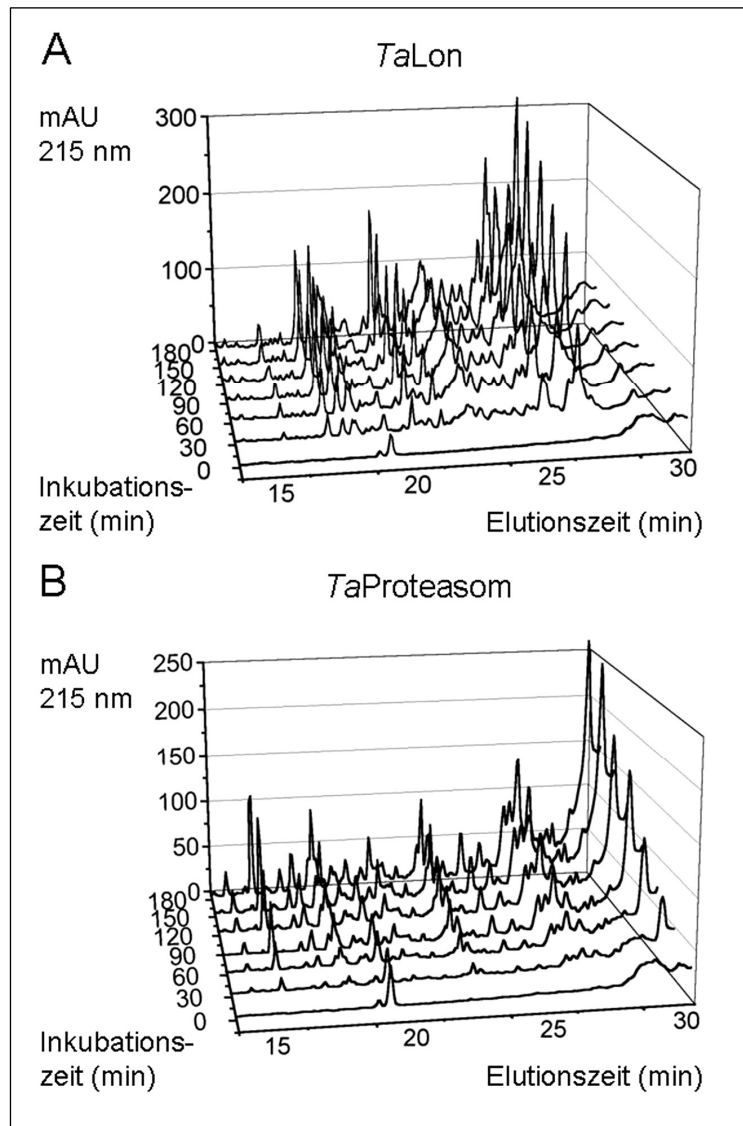 A
TaLon
mAU
215 nm
300
200
100
0
180
150
120
90
60
30
0
Inkubations-
zeit (min)
15
20
25
30
Elutionszeit (min)
B
TaProteasom
mAU
215 nm
250
200
150
100
50
0
180
150
120
90
60
30
0
Inkubations-
zeit (min)
15
20
25
30
Elutionszeit (min)